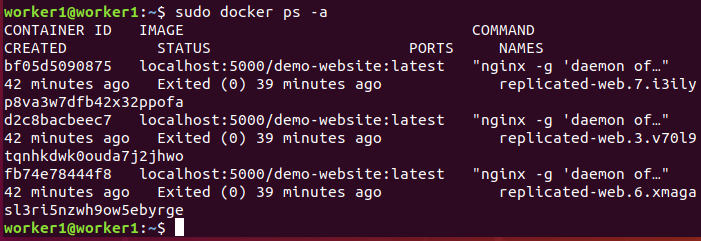 worker1@worker1:~$ sudo docker ps -a
CONTAINER ID   IMAGE                                  COMMAND
CREATED          STATUS                      PORTS     NAMES
bf05d5090875   localhost:5000/demo-website:latest   "nginx -g 'daemon of…"
42 minutes ago   Exited (0) 39 minutes ago             replicated-web.7.i3ily
p8va3w7dfb42x32ppofa
d2c8bacbeec7   localhost:5000/demo-website:latest   "nginx -g 'daemon of…"
42 minutes ago   Exited (0) 39 minutes ago             replicated-web.3.v70l9
tqnhkdwk0ouda7j2jhwo
fb74e78444f8   localhost:5000/demo-website:latest   "nginx -g 'daemon of…"
42 minutes ago   Exited (0) 39 minutes ago             replicated-web.6.xmaga
sl3ri5nzwh9ow5ebyrge
worker1@worker1:~$